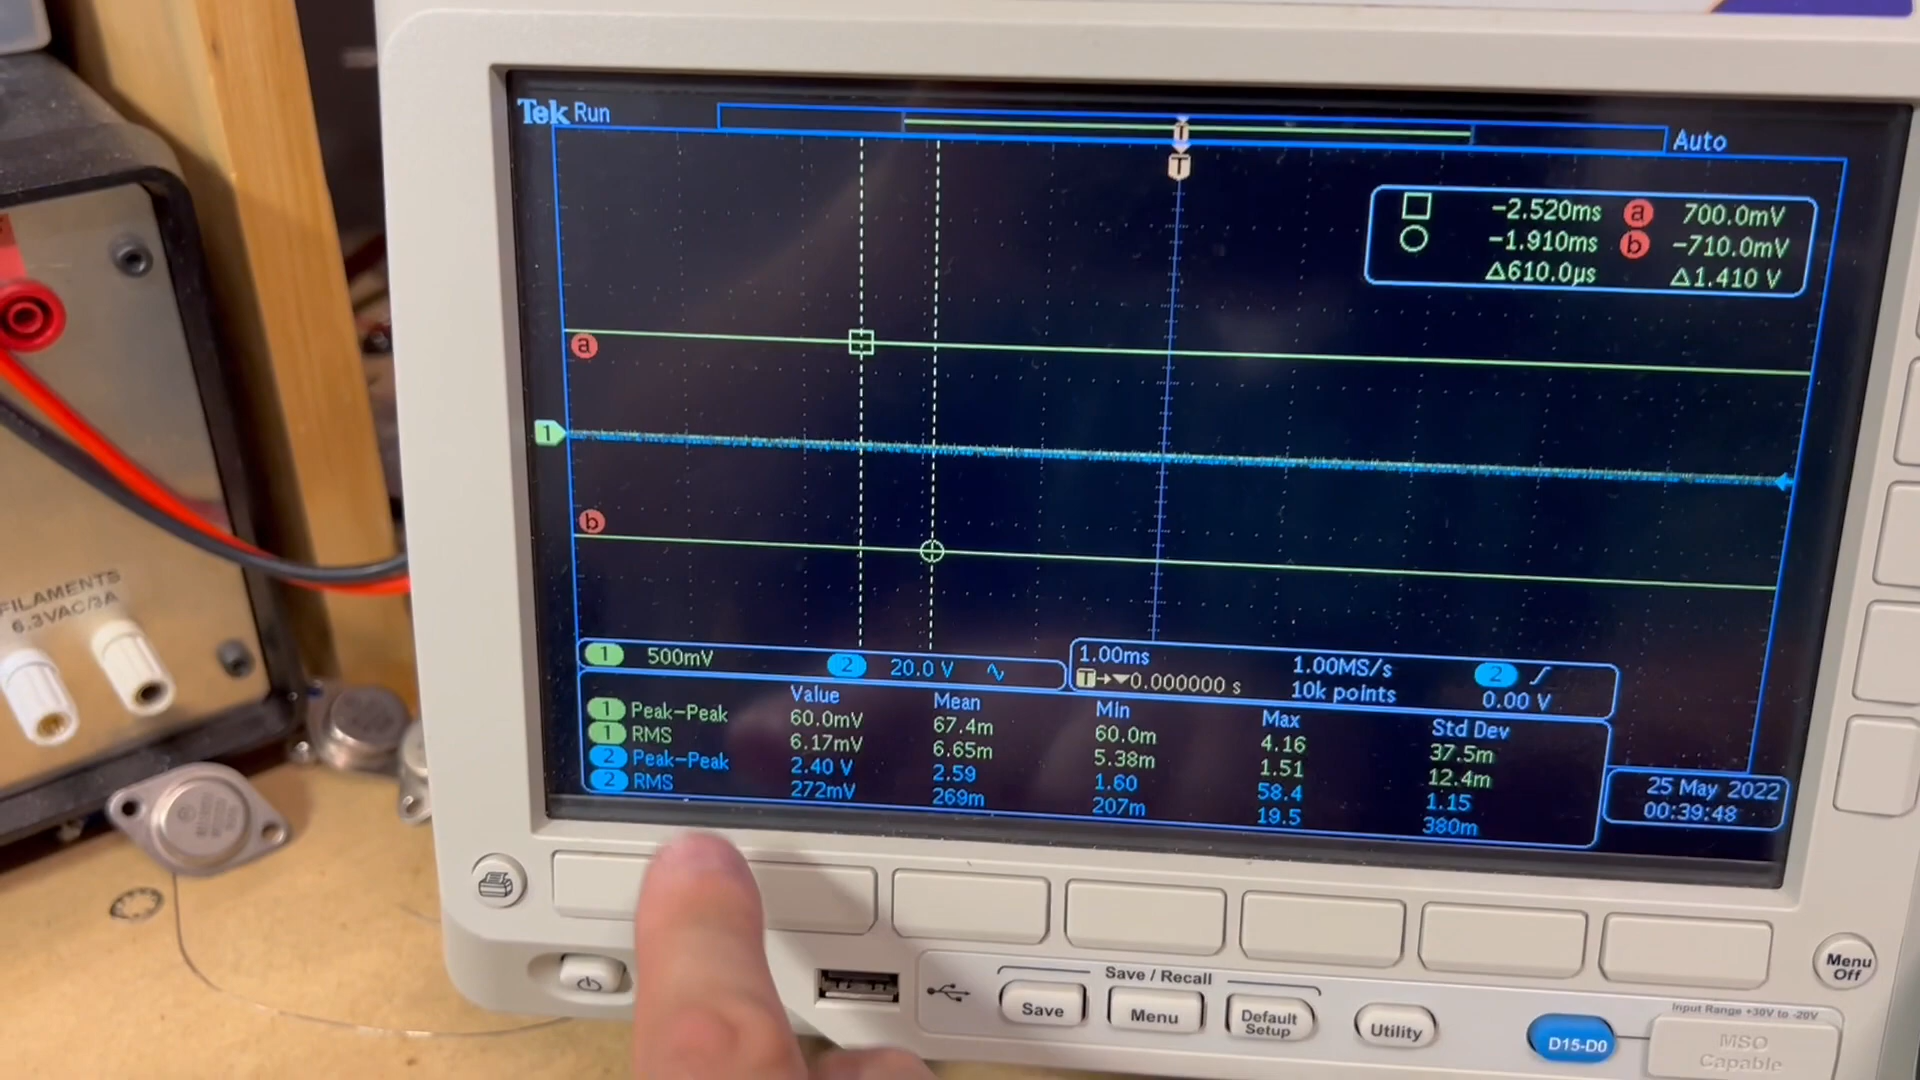 Tek Run
Auto
T
T
-2.520ms a 700.0mV
-1.910ms b -710.0mV
Δ610.0µs Δ1.410 V
a
1
b
1 500mV 2 20.0 V
1.00ms 1.00MS/s 2
T→▼0.000000 s 10k points 0.00 V
Value Mean Min Max Std Dev
1 Peak-Peak 60.0mV 67.4m 60.0m 4.16 37.5m
1 RMS 6.17mV 6.65m 5.38m 1.51 12.4m
2 Peak-Peak 2.40 V 2.59 1.60 58.4 1.15
2 RMS 272mV 269m 207m 19.5 380m
25 May 2022
00:39:48
FILAMENTS
6.3VAC/3A
Menu
Off
Save / Recall
Save
Menu
Default
Setup
Utility
D15-D0
Input Range +30V to -20V
MSO
Capable